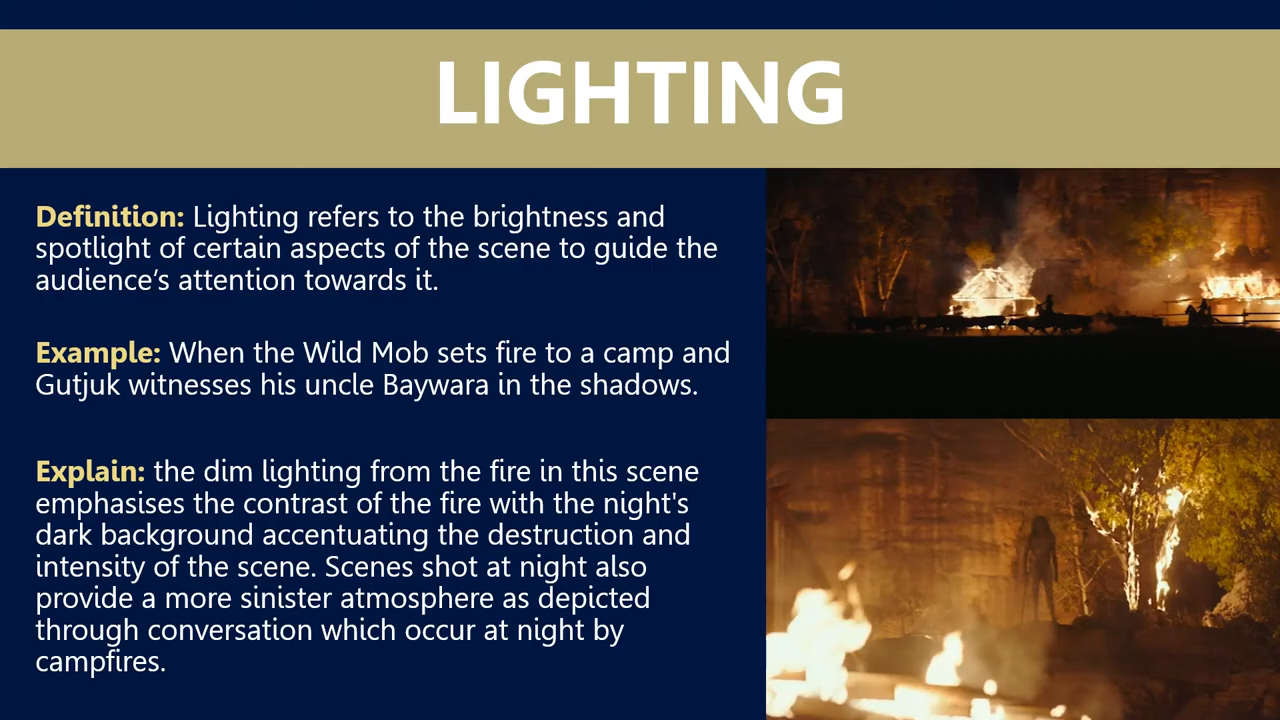 LIGHTING
Definition: Lighting refers to the brightness and
spotlight of certain aspects of the scene to guide the
audience’s attention towards it.
Example: When the Wild Mob sets fire to a camp and
Gutjuk witnesses his uncle Baywara in the shadows.
Explain: the dim lighting from the fire in this scene
emphasises the contrast of the fire with the night's
dark background accentuating the destruction and
intensity of the scene. Scenes shot at night also
provide a more sinister atmosphere as depicted
through conversation which occur at night by
campfires.